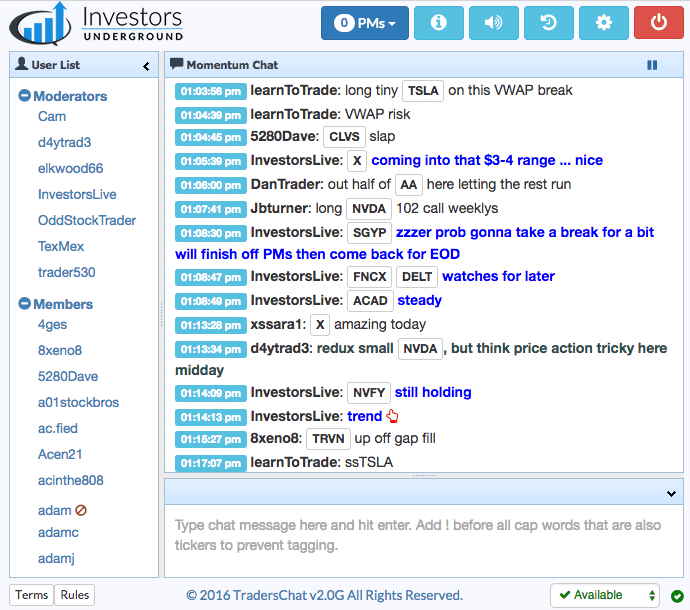 Investors
UNDERGROUND
0 PMs
User List
Moderators
Cam
d4ytrad3
elkwood66
InvestorsLive
OddStockTrader
TexMex
trader530
Members
4ges
8xeno8
5280Dave
a01stockbros
ac.fied
Acen21
acinthe808
adam
adamc
adamj
Momentum Chat
01:03:56 pm learnToTrade: long tiny TSLA on this VWAP break
01:04:39 pm learnToTrade: VWAP risk
01:04:45 pm 5280Dave: CLVS slap
01:05:39 pm InvestorsLive: X coming into that $3-4 range ... nice
01:06:00 pm DanTrader: out half of AA here letting the rest run
01:07:41 pm Jbturner: long NVDA 102 call weeklys
01:08:30 pm InvestorsLive: SGYP zzzer prob gonna take a break for a bit
will finish off PMs then come back for EOD
01:08:47 pm InvestorsLive: FNCX DELT watches for later
01:08:49 pm InvestorsLive: ACAD steady
01:13:28 pm xssara1: X amazing today
01:13:34 pm d4ytrad3: redux small NVDA , but think price action tricky here
midday
01:14:09 pm InvestorsLive: NVFY still holding
01:14:13 pm InvestorsLive: trend
01:15:27 pm 8xeno8: TRVN up off gap fill
01:17:07 pm learnToTrade: ssTSLA
Type chat message here and hit enter. Add ! before all cap words that are also
tickers to prevent tagging.
Terms Rules
© 2016 TradersChat v2.0G All Rights Reserved.
Available